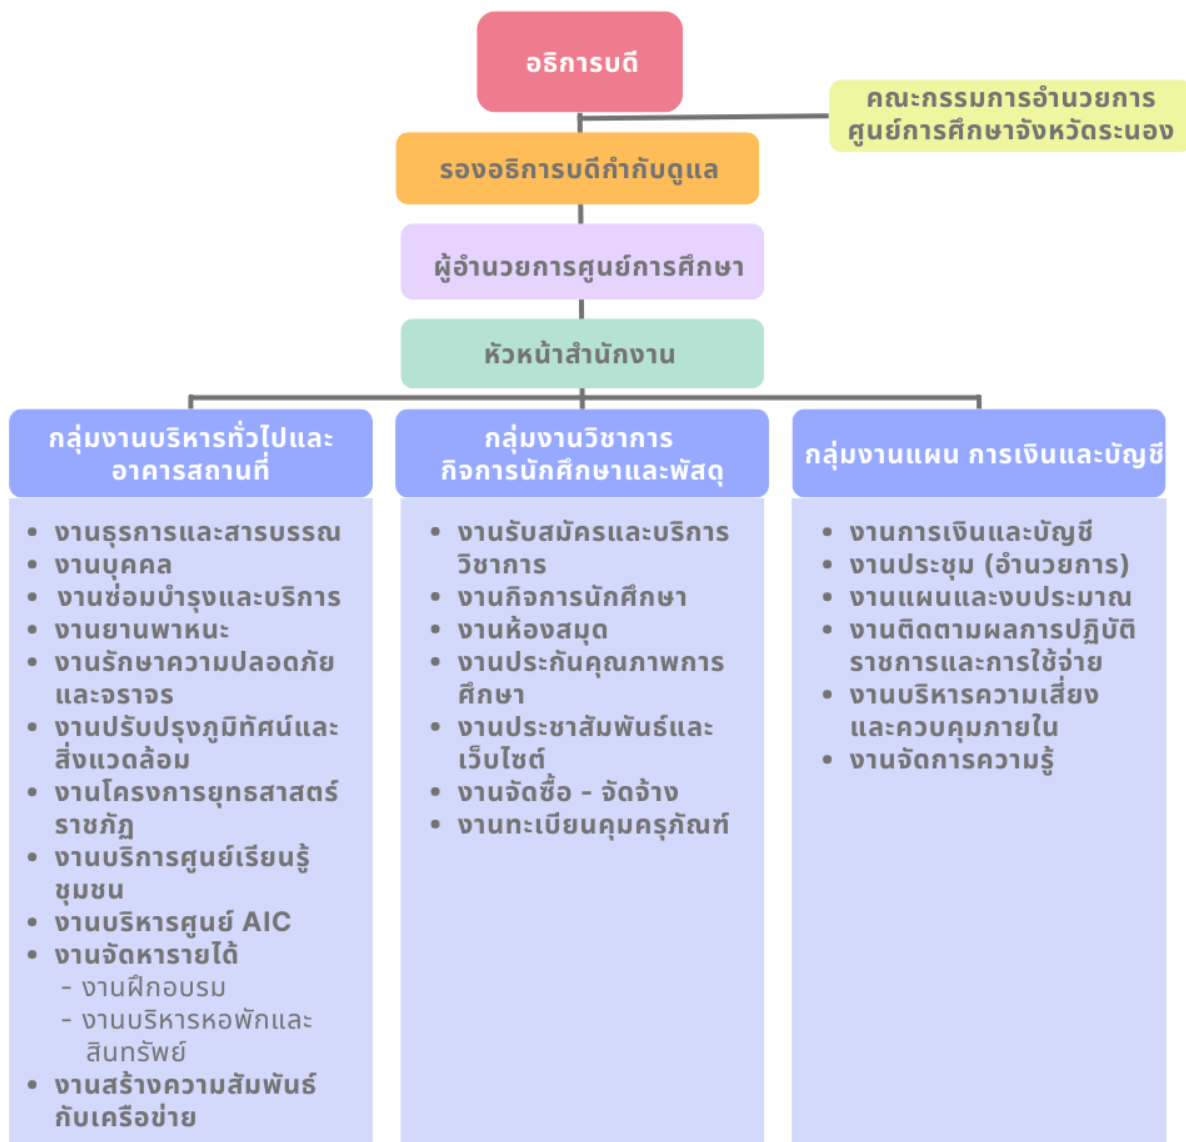 อธิการบดี
คณะกรรมการอำนวยการ
ศูนย์การศึกษาจังหวัดระนอง
รองอธิการบดีกำกับดูแล
ผู้อำนวยการศูนย์การศึกษา
หัวหน้าสำนักงาน
กลุ่มงานบริหารทั่วไปและ
อาคารสถานที่
• งานธุรการและสารบรรณ
• งานบุคคล
• งานซ่อมบำรุงและบริการ
• งานยานพาหนะ
• งานรักษาความปลอดภัย
และจราจร
• งานปรับปรุงภูมิทัศน์และ
สิ่งแวดล้อม
• งานโครงการยุทธสาสตร์
ราชภัฏ
• งานบริการศูนย์เรียนรู้
ชุมชน
• งานบริหารศูนย์ AIC
• งานจัดหารายได้
- งานฝึกอบรม
- งานบริหารหอพักและ
สินทรัพย์
• งานสร้างความสัมพันธ์
กับเครือข่าย
กลุ่มงานวิชาการ
กิจการนักศึกษาและพัสดุ
• งานรับสมัครและบริการ
วิชาการ
• งานกิจการนักศึกษา
• งานห้องสมุด
• งานประกันคุณภาพการ
ศึกษา
• งานประชาสัมพันธ์และ
เว็บไซต์
• งานจัดซื้อ - จัดจ้าง
• งานทะเบียนคุมครุภัณฑ์
กลุ่มงานแผน การเงินและบัญชี
• งานการเงินและบัญชี
• งานประชุม (อำนวยการ)
• งานแผนและงบประมาณ
• งานติดตามผลการปฏิบัติ
ราชการและการใช้จ่าย
• งานบริหารความเสี่ยง
และควบคุมภายใน
• งานจัดการความรู้